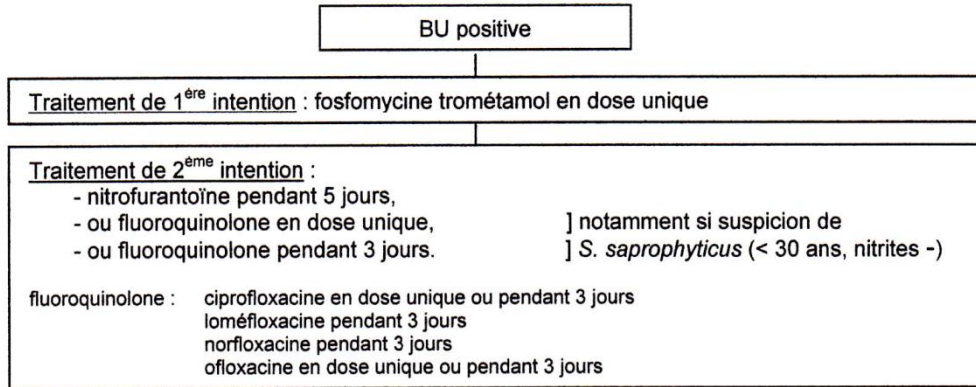 BU positive
Traitement de 1ère intention : fosfomycine trométamol en dose unique
Traitement de 2ème intention :
- nitrofurantoïne pendant 5 jours,
- ou fluoroquinolone en dose unique, ] notamment si suspicion de
- ou fluoroquinolone pendant 3 jours. ] S. saprophyticus (< 30 ans, nitrites -)
fluoroquinolone : ciprofloxacine en dose unique ou pendant 3 jours
loméfloxacine pendant 3 jours
norfloxacine pendant 3 jours
ofloxacine en dose unique ou pendant 3 jours